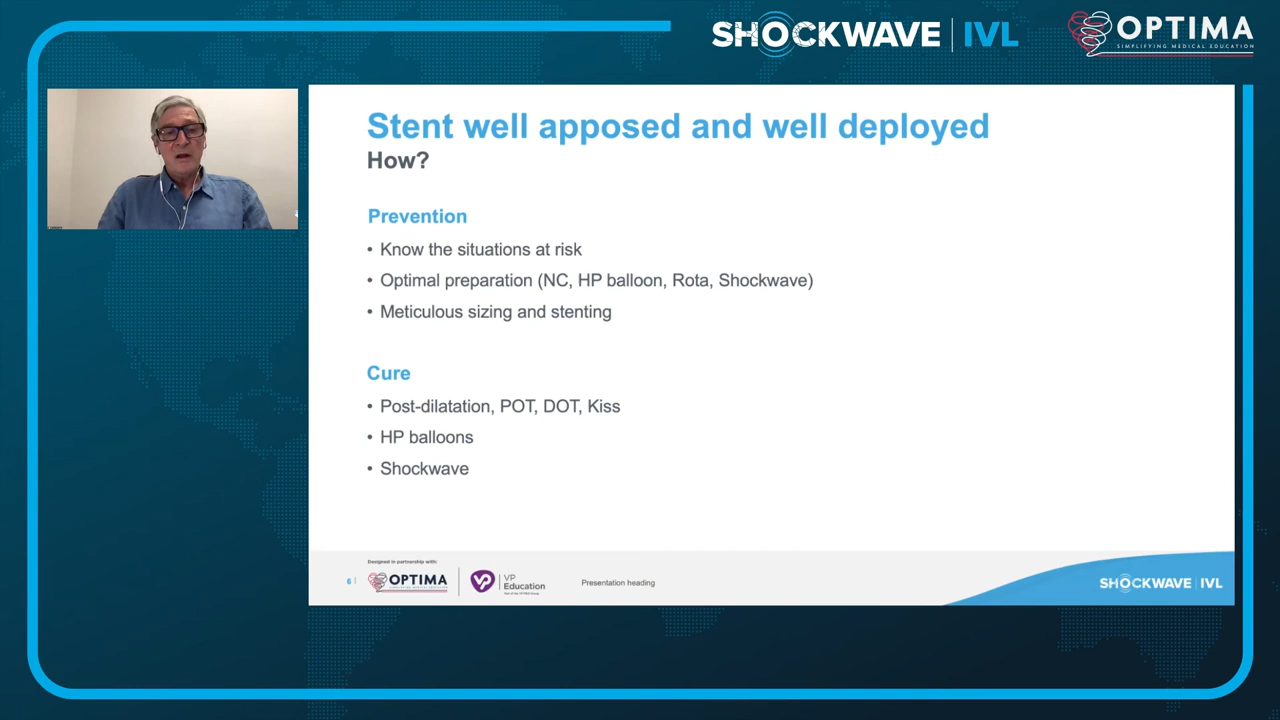 SHOCKWAVE | IVL
OPTIMA
SIMPLIFYING MEDICAL EDUCATION
Stent well apposed and well deployed
How?
Prevention
• Know the situations at risk
• Optimal preparation (NC, HP balloon, Rota, Shockwave)
• Meticulous sizing and stenting
Cure
• Post-dilatation, POT, DOT, Kiss
• HP balloons
• Shockwave
Designed in partnership with:
6 |
OPTIMA
VP
VP
Education
Presentation heading
SHOCKWAVE | IVL